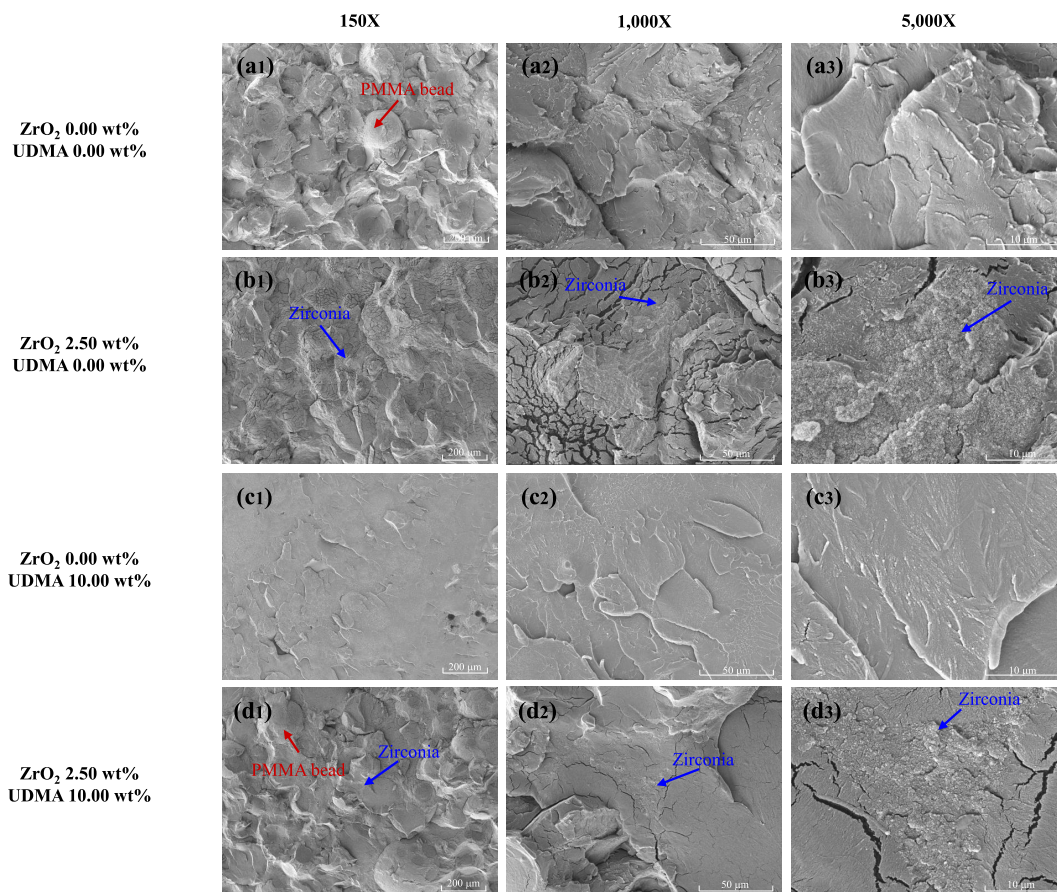 150X 1,000X 5,000X
ZrO₂ 0.00 wt%
UDMA 0.00 wt%
(a1) PMMA bead 200 μm
(a2) 50 μm
(a3) 10 μm
ZrO₂ 2.50 wt%
UDMA 0.00 wt%
(b1) Zirconia 200 μm
(b2) Zirconia 50 μm
(b3) Zirconia 10 μm
ZrO₂ 0.00 wt%
UDMA 10.00 wt%
(c1) 200 μm
(c2) 50 μm
(c3) 10 μm
ZrO₂ 2.50 wt%
UDMA 10.00 wt%
(d1) PMMA bead Zirconia 200 μm
(d2) Zirconia 50 μm
(d3) Zirconia 10 μm